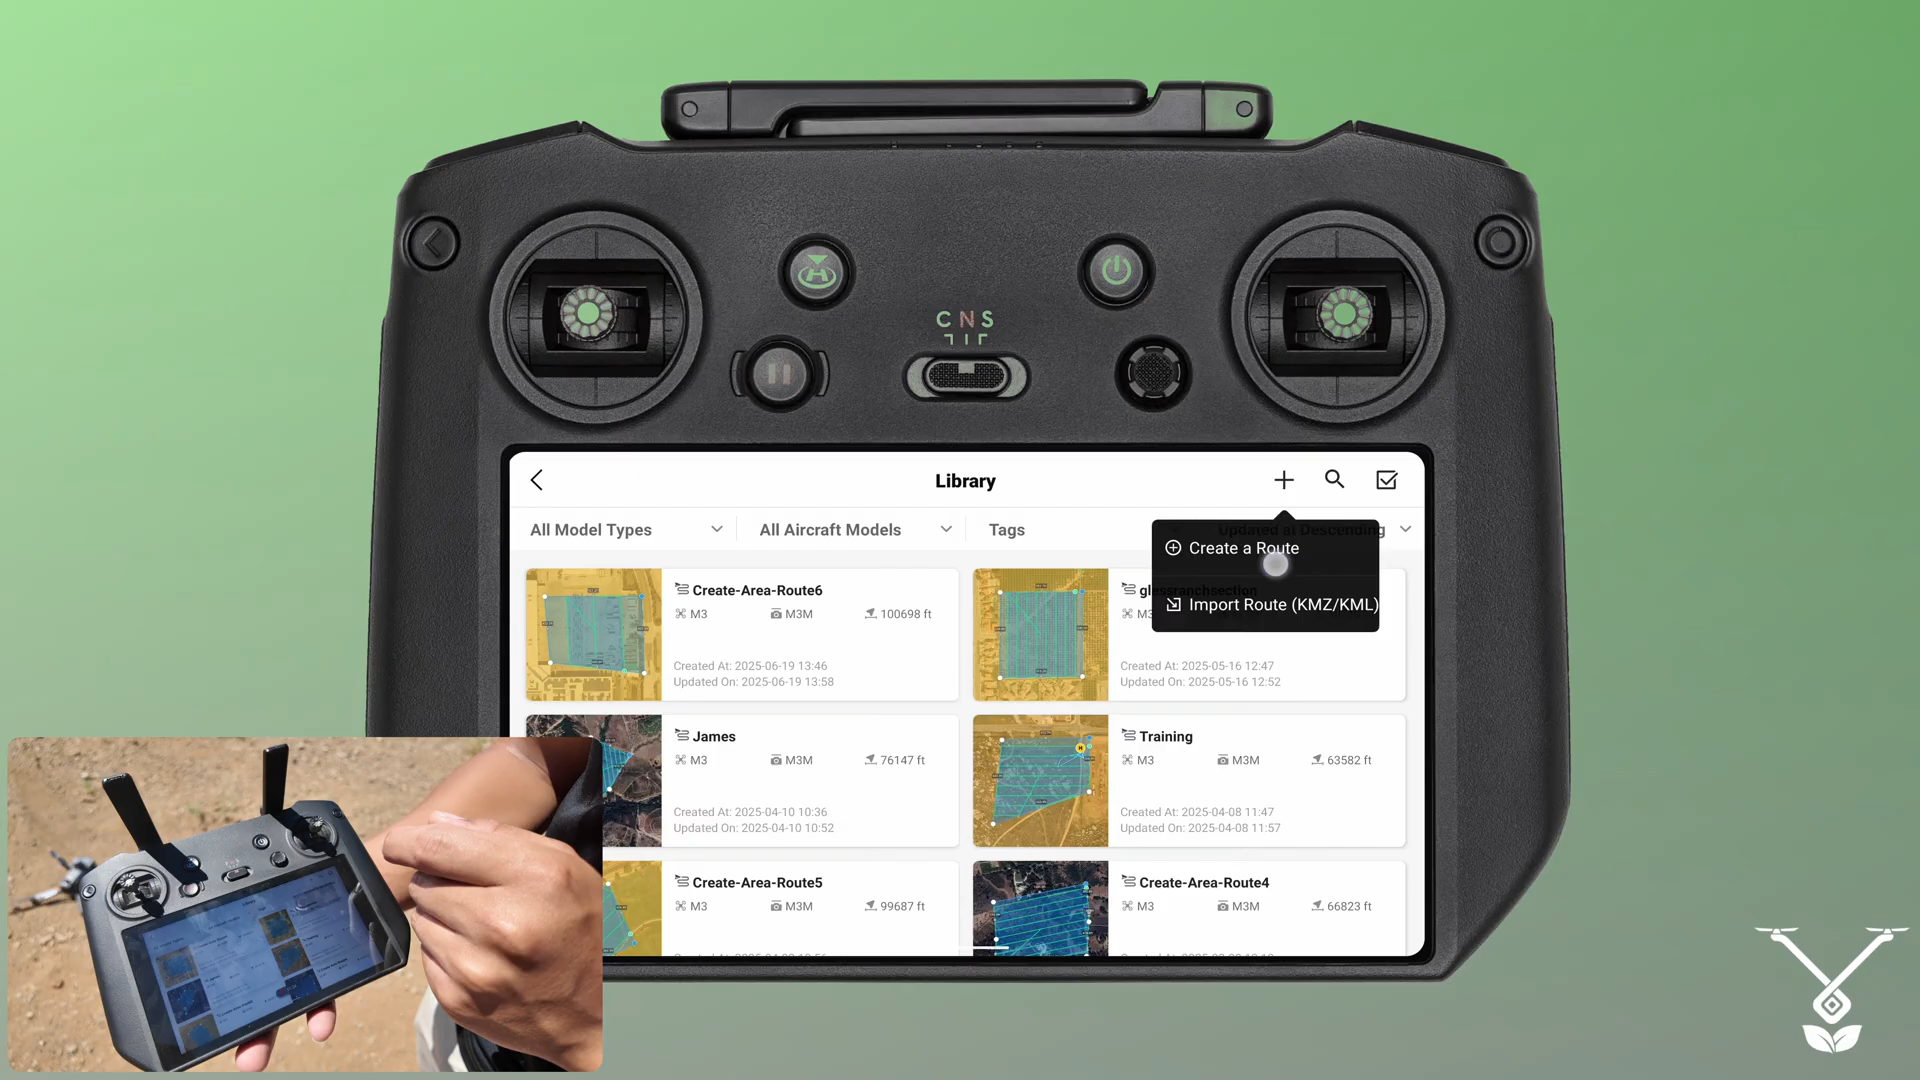 C N S
Library
All Model Types
All Aircraft Models
Tags
Updated at Descending
Create a Route
Import Route (KMZ/KML)
Create-Area-Route6
M3
M3M
100698 ft
Created At: 2025-06-19 13:46
Updated On: 2025-06-19 13:58
glessranchsection
M3
Created At: 2025-05-16 12:47
Updated On: 2025-05-16 12:52
James
M3
M3M
76147 ft
Created At: 2025-04-10 10:36
Updated On: 2025-04-10 10:52
Training
M3
M3M
63582 ft
Created At: 2025-04-08 11:47
Updated On: 2025-04-08 11:57
Create-Area-Route5
M3
M3M
99687 ft
Create-Area-Route4
M3
M3M
66823 ft